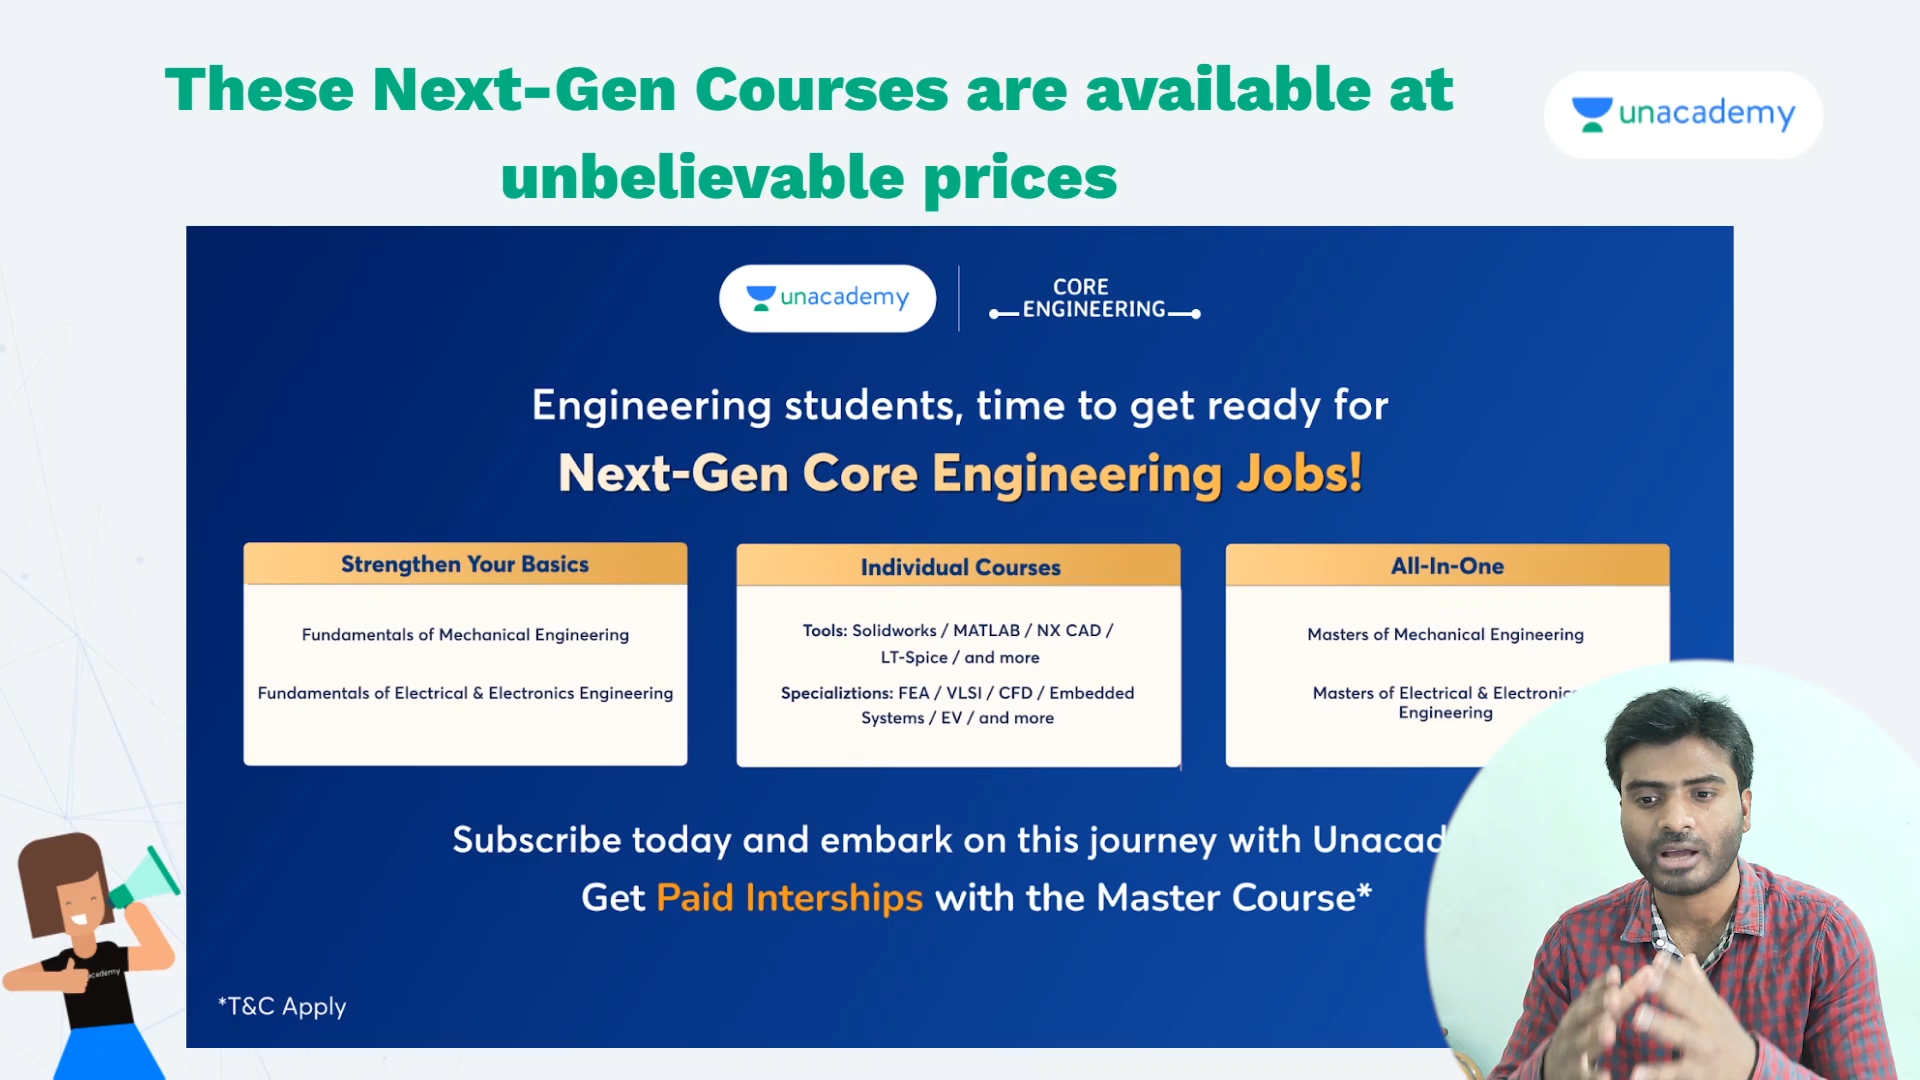 These Next-Gen Courses are available at
unbelievable prices
unacademy
unacademy
CORE
ENGINEERING
Engineering students, time to get ready for
Next-Gen Core Engineering Jobs!
Strengthen Your Basics
Fundamentals of Mechanical Engineering
Fundamentals of Electrical & Electronics Engineering
Individual Courses
Tools: Solidworks / MATLAB / NX CAD /
LT-Spice / and more
Specializtions: FEA / VLSI / CFD / Embedded
Systems / EV / and more
All-In-One
Masters of Mechanical Engineering
Masters of Electrical & Electronics
Engineering
Subscribe today and embark on this journey with Unacad
Get Paid Interships with the Master Course*
*T&C Apply